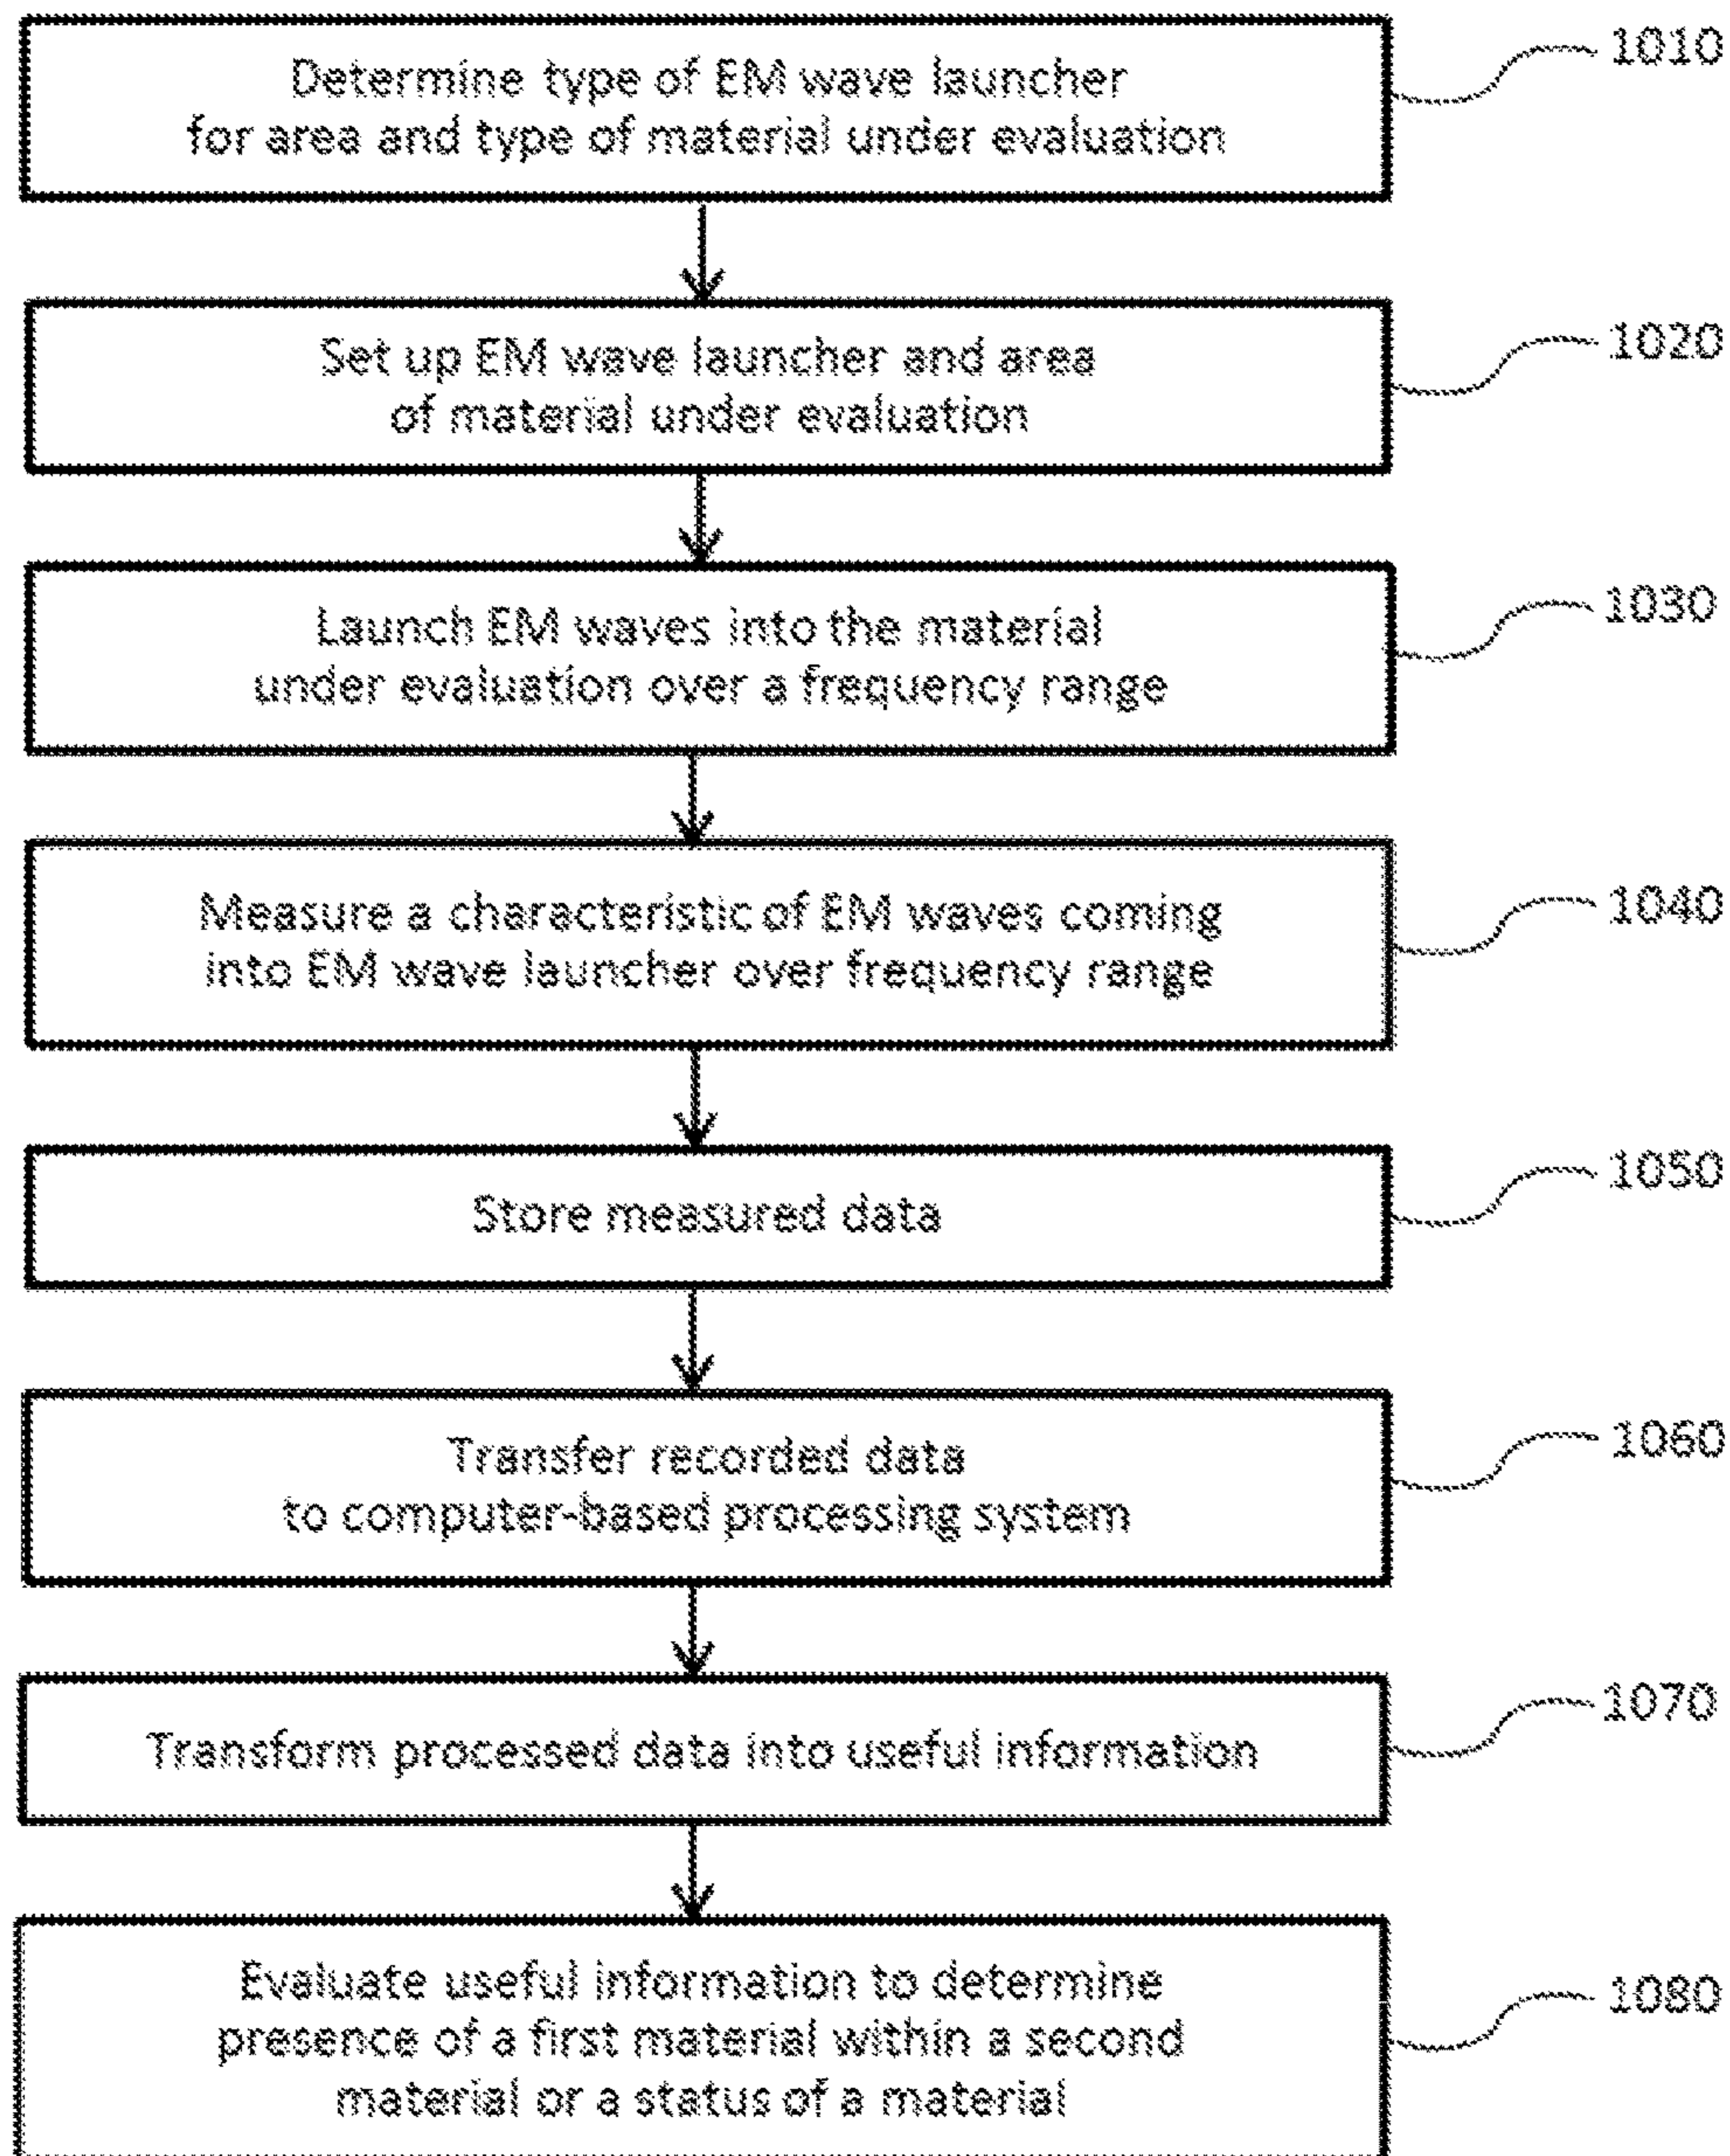 Determine type of EM wave launcher
for area and type of material under evaluation
1010
Set up EM wave launcher and area
of material under evaluation
1020
Launch EM waves into the material
under evaluation over a frequency range
1030
Measure a characteristic of EM waves coming
into EM wave launcher over frequency range
1040
Store measured data
1050
Transfer recorded data
to computer-based processing system
1060
Transform processed data into useful information
1070
Evaluate useful information to determine
presence of a first material within a second
material or a status of a material
1080